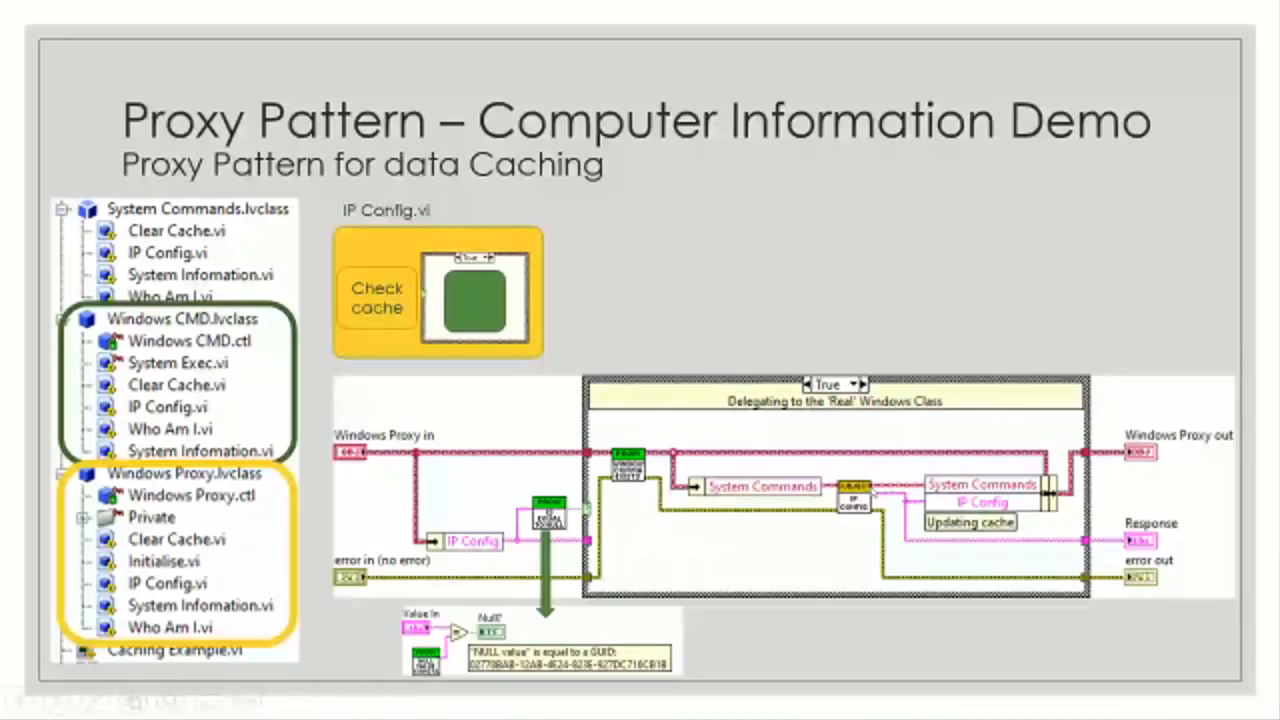 Proxy Pattern – Computer Information Demo
Proxy Pattern for data Caching
System Commands.lvclass
Clear Cache.vi
IP Config.vi
System Infomation.vi
Who Am I.vi
Windows CMD.lvclass
Windows CMD.ctl
System Exec.vi
Clear Cache.vi
IP Config.vi
Who Am I.vi
System Infomation.vi
Windows Proxy.lvclass
Windows Proxy.ctl
Private
Clear Cache.vi
Initialise.vi
IP Config.vi
System Infomation.vi
Who Am I.vi
Caching Example.vi
IP Config.vi
Check
cache
True
True
Delegating to the 'Real' Windows Class
Windows Proxy in
Windows Proxy out
System Commands
System Commands
IP Config
Updating cache
IP Config
Response
error in (no error)
error out
Value In
Null?
"NULL value" is equal to a GUID: